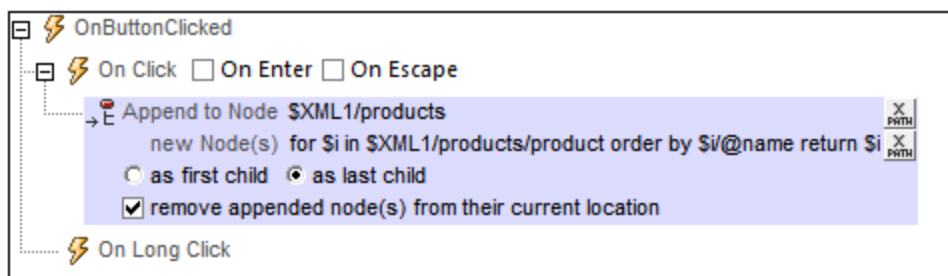 OnButtonClicked
On Click On Enter On Escape
Append to Node $XML1/products X PATH
new Node(s) for $i in $XML1/products/product order by $i/@name return $i X PATH
as first child as last child
remove appended node(s) from their current location
On Long Click